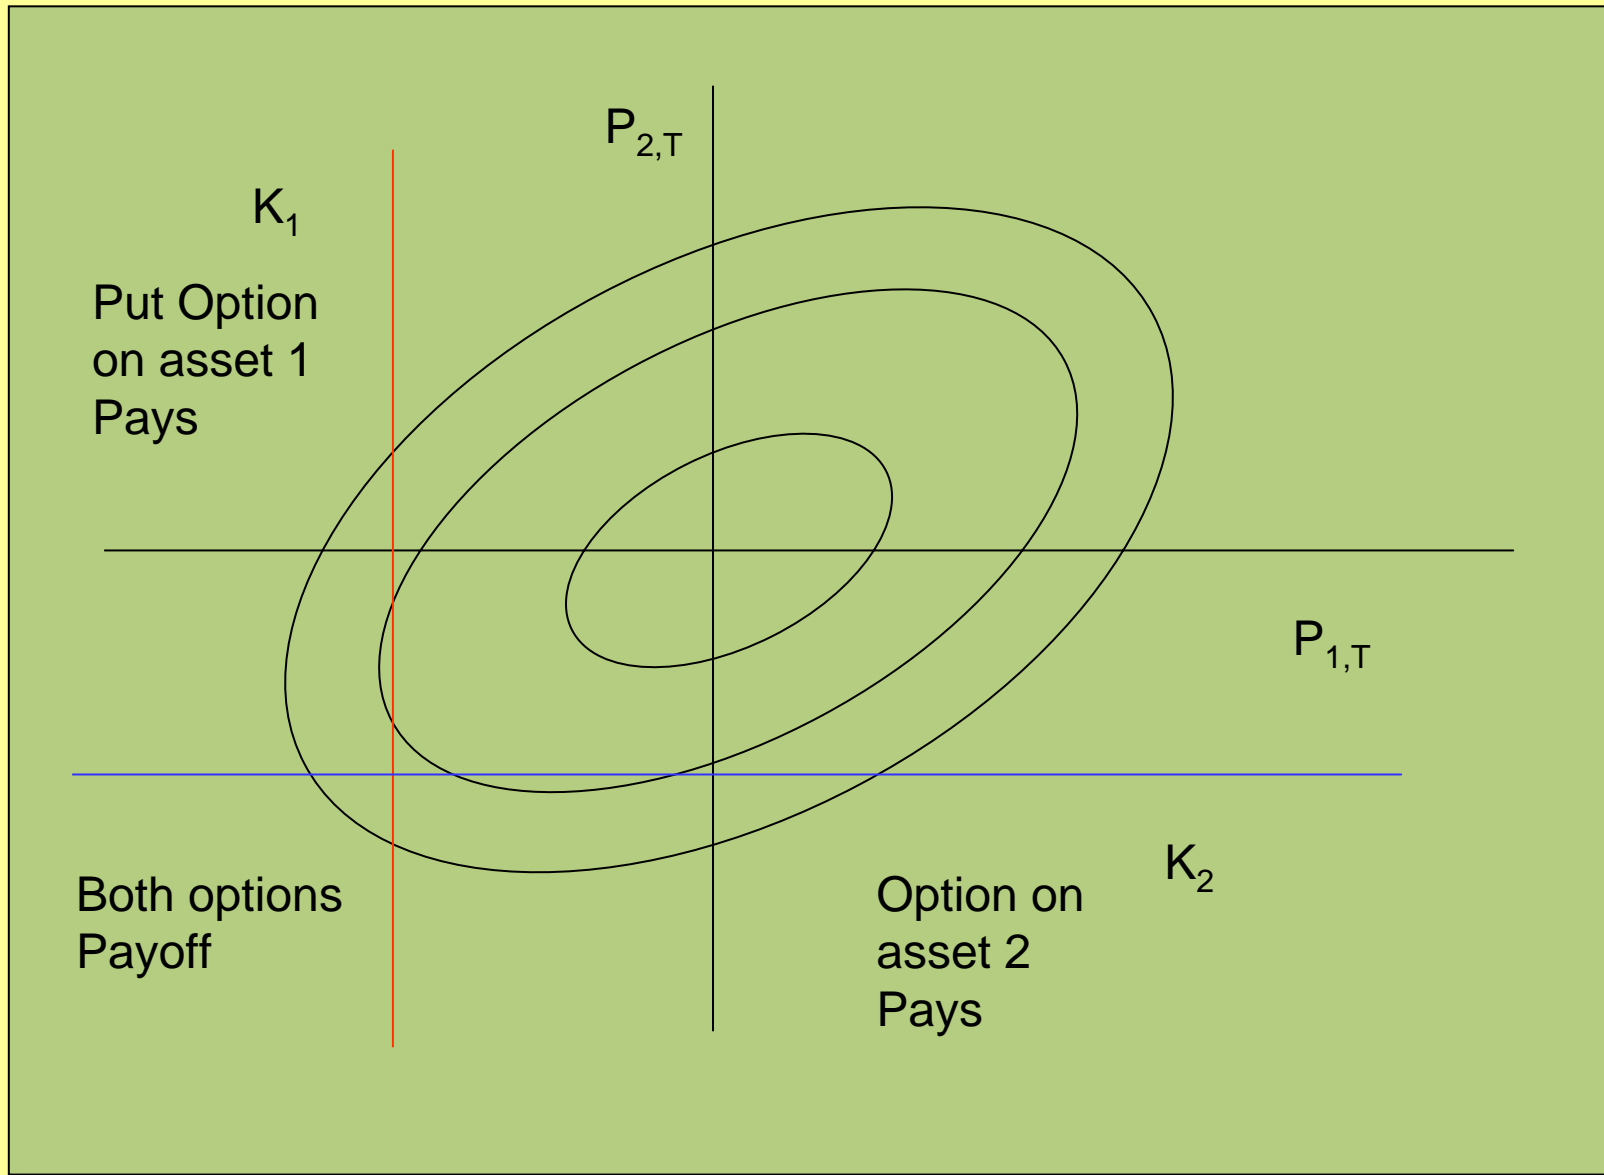 P2,T
K1
Put Option
on asset 1
Pays
P1,T
K2
Both options
Payoff
Option on
asset 2
Pays